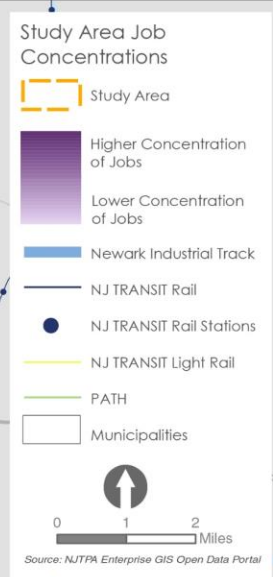 Study Area Job
Concentrations
Study Area
Higher Concentration
of Jobs
Lower Concentration
of Jobs
Newark Industrial Track
NJ TRANSIT Rail
NJ TRANSIT Rail Stations
NJ TRANSIT Light Rail
PATH
Municipalities
0 1 2
Miles
Source: NJTPA Enterprise GIS Open Data Portal